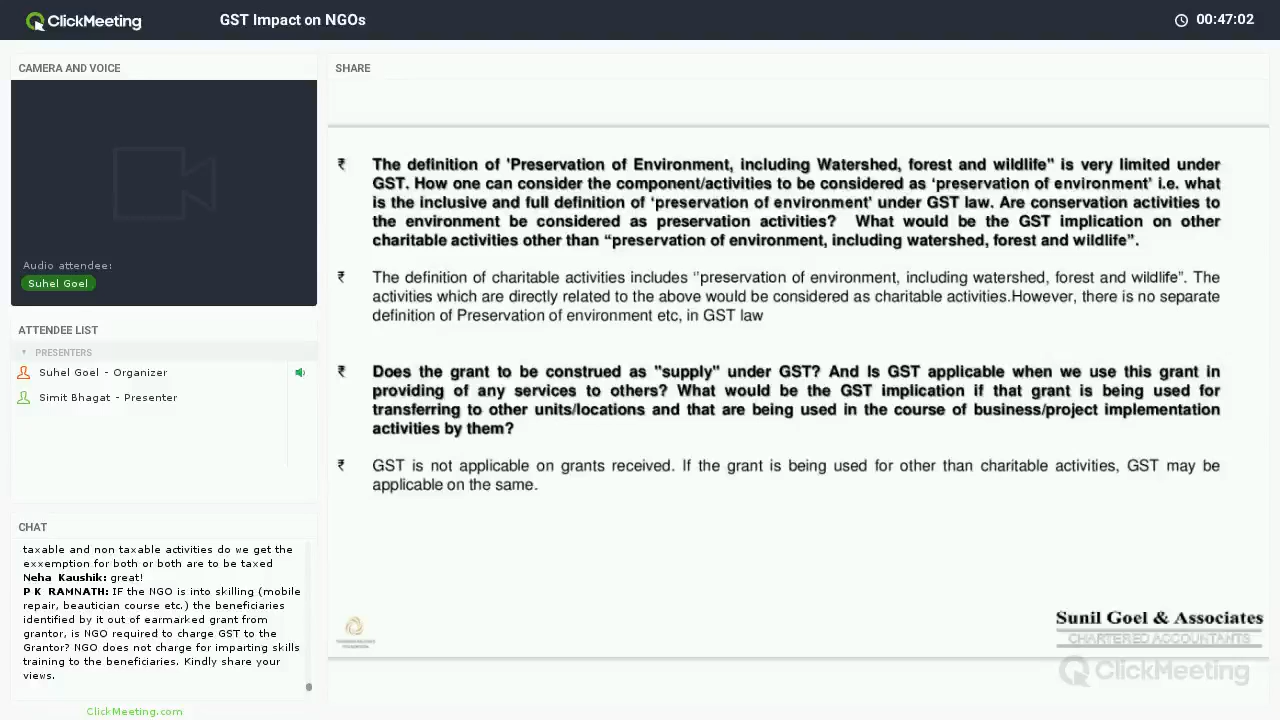 ClickMeeting
GST Impact on NGOs
00:47:02
CAMERA AND VOICE
Audio attendee:
Suhel Goel
ATTENDEE LIST
PRESENTERS
Suhel Goel - Organizer
Simit Bhagat - Presenter
CHAT
taxable and non taxable activities do we get the
exxemption for both or both are to be taxed
Neha Kaushik: great!
P K RAMNATH: IF the NGO is into skilling (mobile
repair, beautician course etc.) the beneficiaries
identified by it out of earmarked grant from
grantor, is NGO required to charge GST to the
Grantor? NGO does not charge for imparting skills
training to the beneficiaries. Kindly share your
views.
ClickMeeting.com
SHARE
₹ The definition of 'Preservation of Environment, including Watershed, forest and wildlife" is very limited under
GST. How one can consider the component/activities to be considered as ‘preservation of environment’ i.e. what
is the inclusive and full definition of ‘preservation of environment’ under GST law. Are conservation activities to
the environment be considered as preservation activities? What would be the GST implication on other
charitable activities other than “preservation of environment, including watershed, forest and wildlife”.
₹ The definition of charitable activities includes ‘'preservation of environment, including watershed, forest and wildlife”. The
activities which are directly related to the above would be considered as charitable activities.However, there is no separate
definition of Preservation of environment etc, in GST law
₹ Does the grant to be construed as "supply" under GST? And Is GST applicable when we use this grant in
providing of any services to others? What would be the GST implication if that grant is being used for
transferring to other units/locations and that are being used in the course of business/project implementation
activities by them?
₹ GST is not applicable on grants received. If the grant is being used for other than charitable activities, GST may be
applicable on the same.
Sunil Goel & Associates
CHARTERED ACCOUNTANTS
ClickMeeting